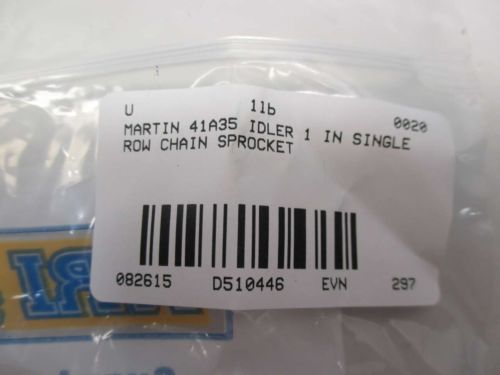 U 1lb 0020
MARTIN 41A35 IDLER 1 IN SINGLE
ROW CHAIN SPROCKET
082615 D510446 EVN 297